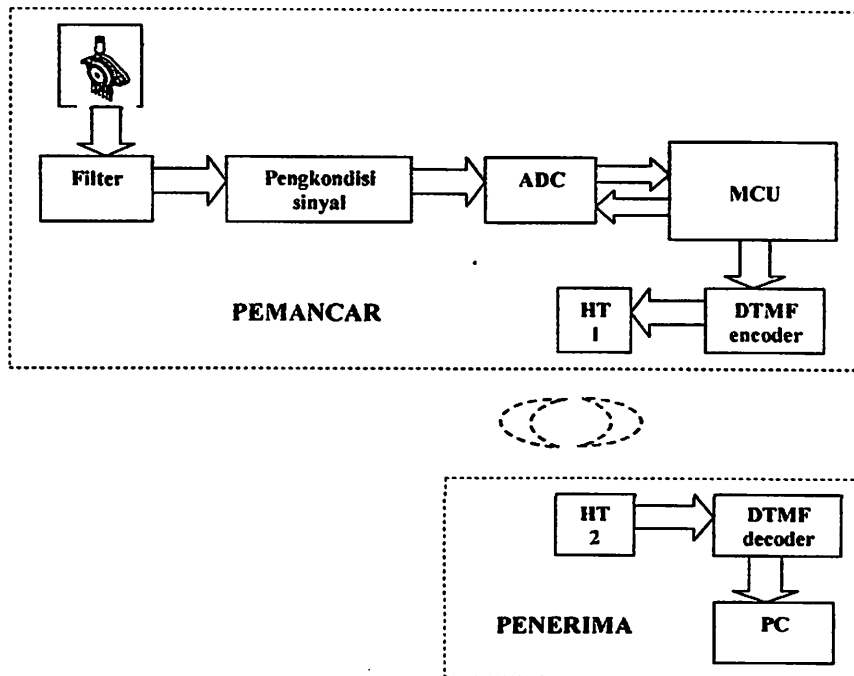 Filter
Pengkondisi
sinyal
ADC
MCU
PEMANCAR
HT
1
DTMF
encoder
HT
2
DTMF
decoder
PENERIMA
PC